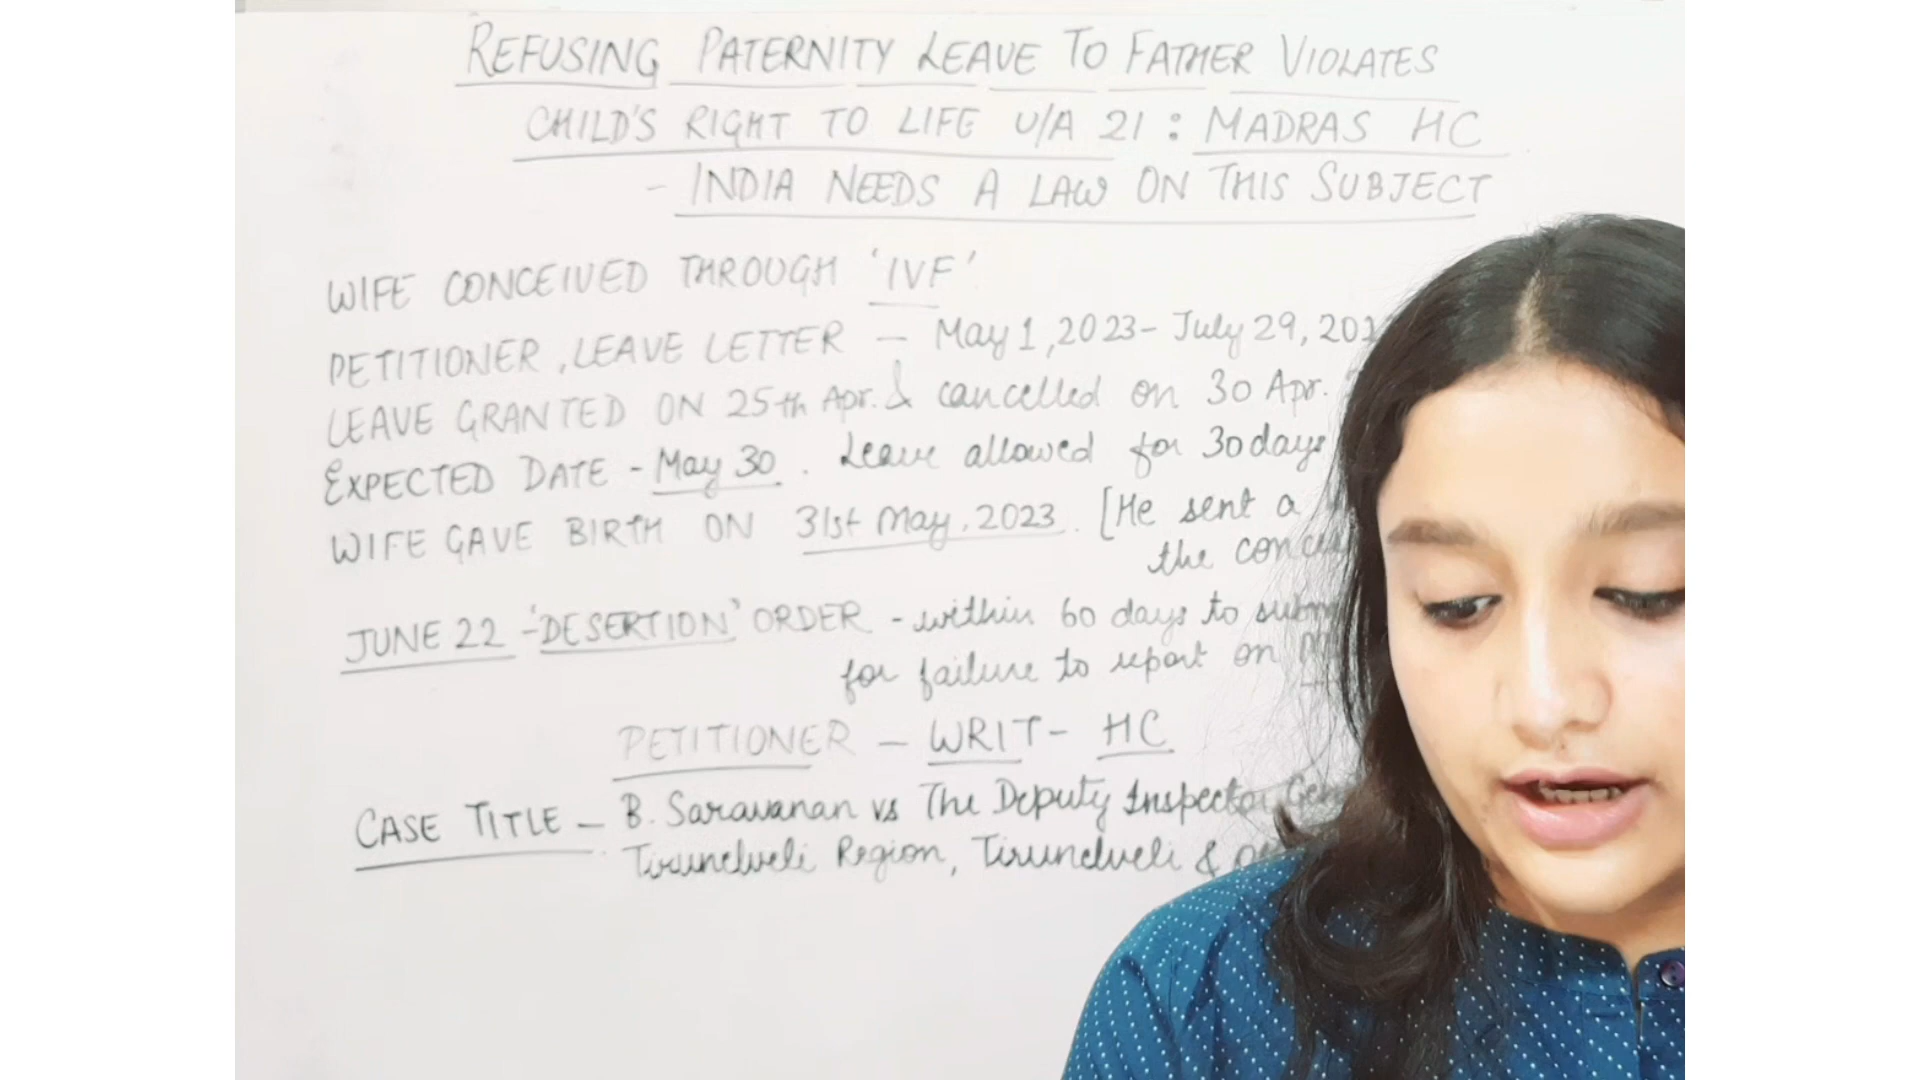 REFUSING PATERNITY LEAVE TO FATHER VIOLATES
CHILD'S RIGHT TO LIFE U/A 21 : MADRAS HC
- INDIA NEEDS A LAW ON THIS SUBJECT
WIFE CONCEIVED THROUGH 'IVF'
PETITIONER, LEAVE LETTER - May 1, 2023 - July 29,
LEAVE GRANTED ON 25th Apr. & cancelled on 30 Apr.
EXPECTED DATE - May 30. Leave allowed for 30 days
WIFE GAVE BIRTH ON 31st May, 2023. [He sent a
the
JUNE 22 - 'DESERTION' ORDER - within 60 days to
for failure to report on
PETITIONER - WRIT - HC
CASE TITLE - B. Saravanan vs The Deputy Inspector
Tirunelveli Region, Tirunelveli &